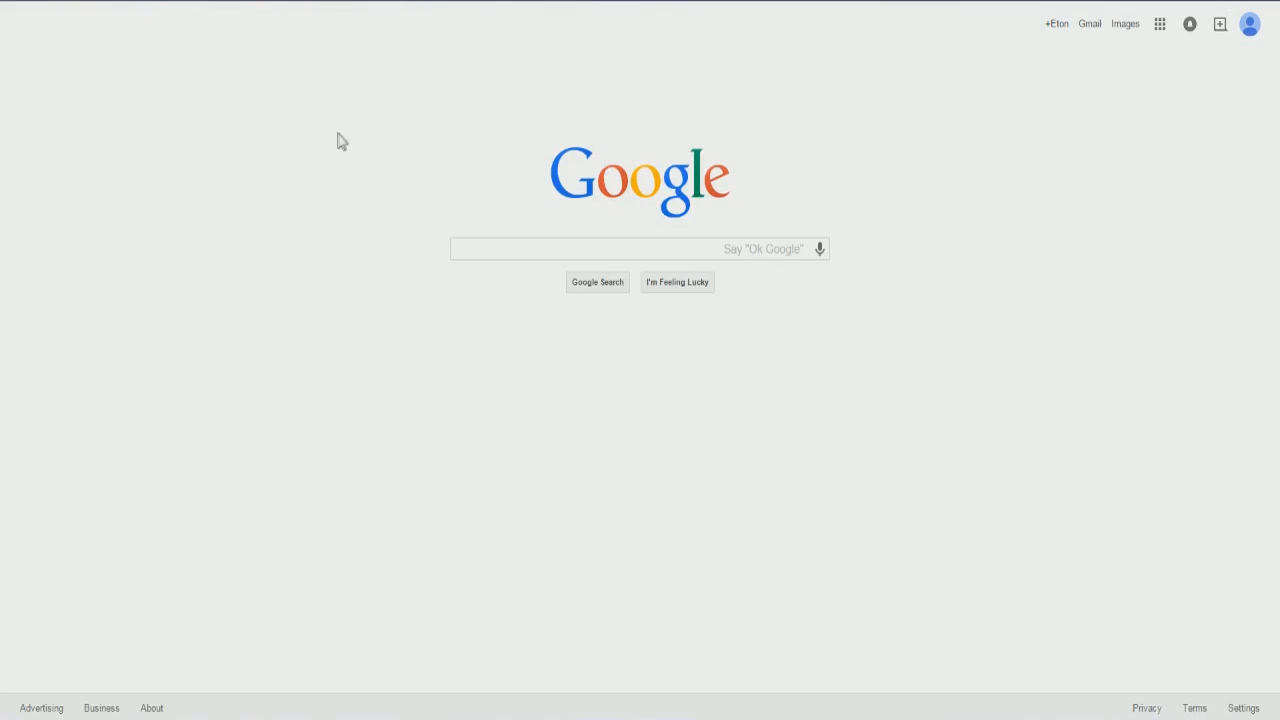 +Eton Gmail Images
Google
Say "Ok Google"
Google Search I'm Feeling Lucky
Advertising Business About Privacy Terms Settings